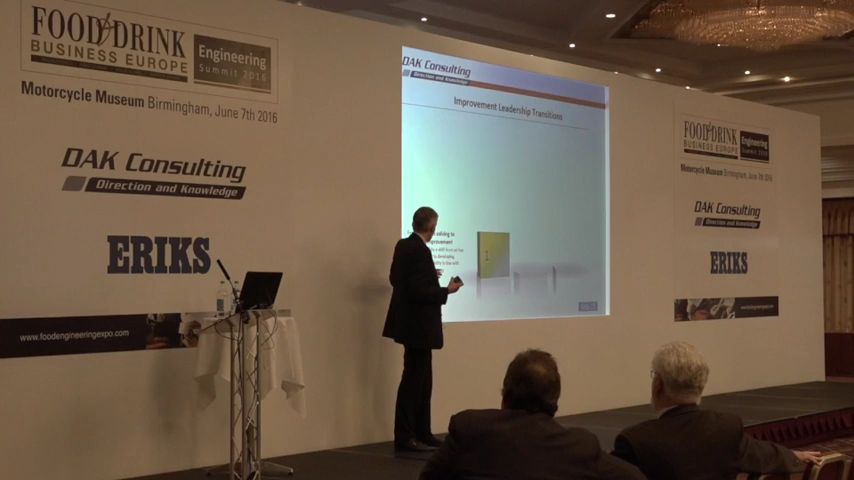 FOOD & DRINK
BUSINESS EUROPE
Engineering
Summit 2016
Motorcycle Museum Birmingham, June 7th 2016
DAK Consulting
Direction and Knowledge
ERIKS
www.foodengineeringexpo.com
DAK Consulting
Direction and Knowledge
Improvement Leadership Transitions
solving to
FOOD & DRINK
BUSINESS EUROPE
Engineering
Summit 2016
Motorcycle Museum Birmingham, June 7th 2016
DAK Consulting
Direction and Knowledge
ERIKS